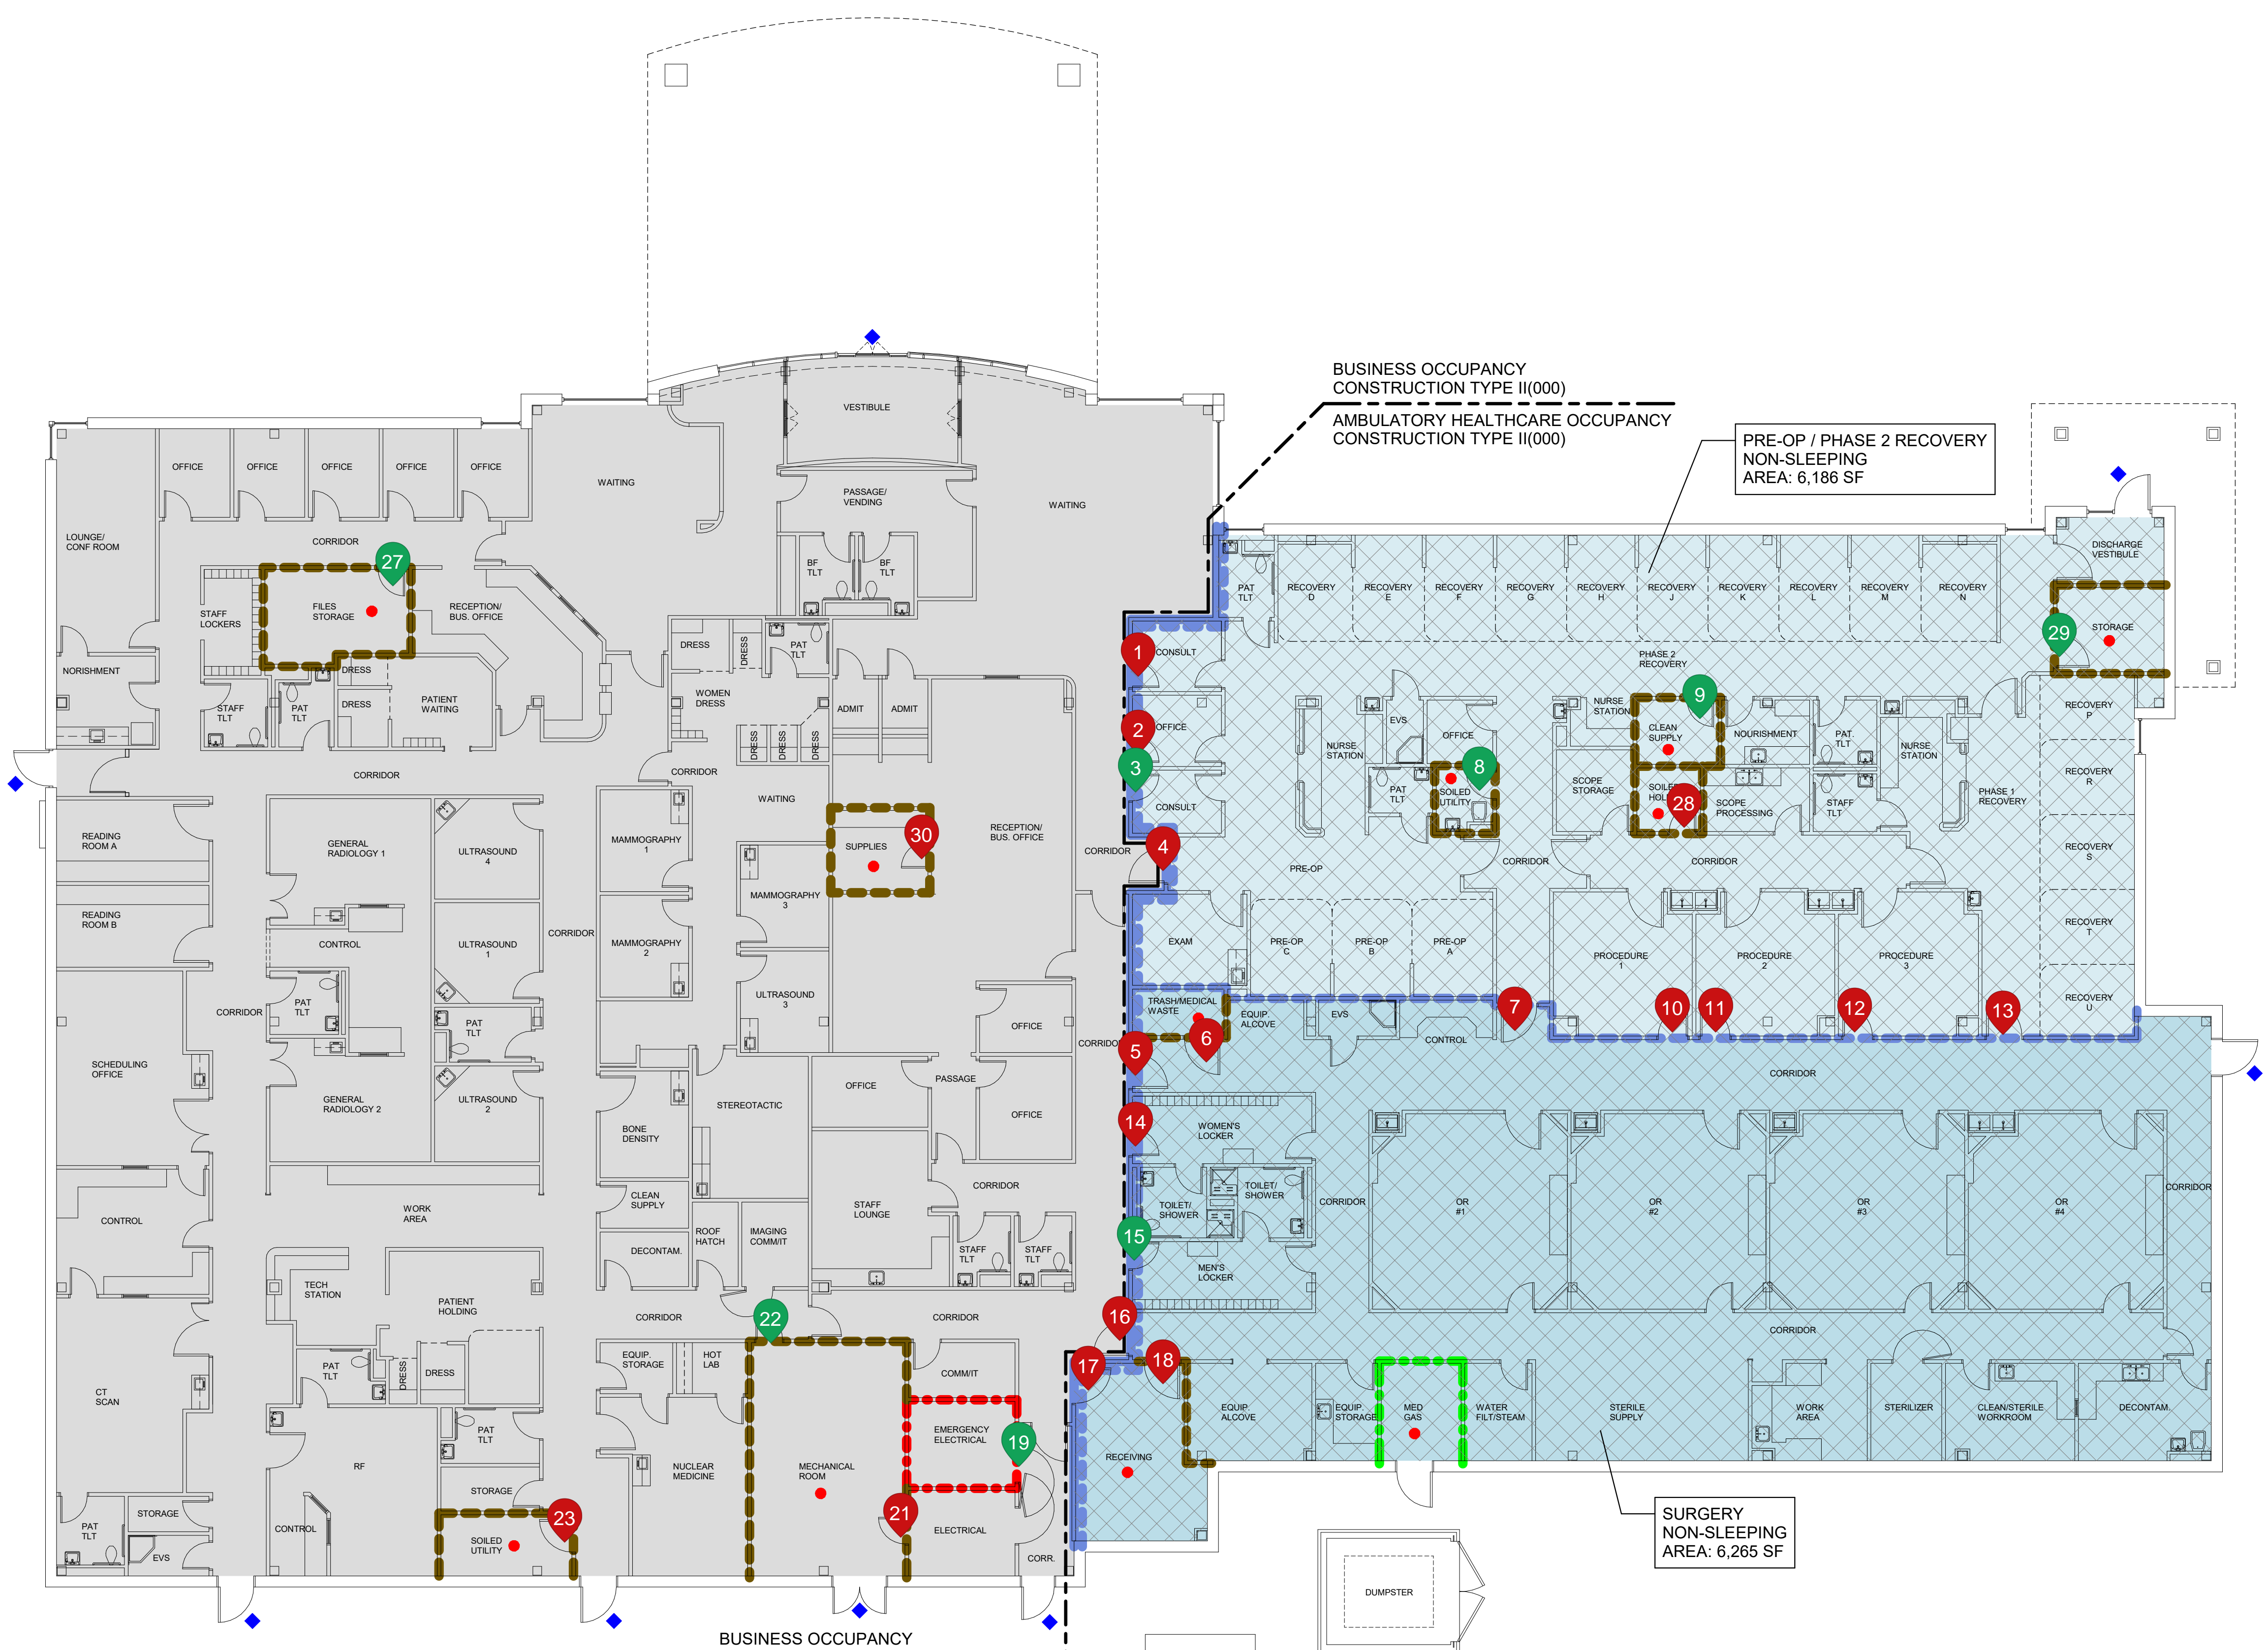 BUSINESS OCCUPANCY
CONSTRUCTION TYPE II(000)
AMBULATORY HEALTHCARE OCCUPANCY
CONSTRUCTION TYPE II(000)
PRE-OP / PHASE 2 RECOVERY
NON-SLEEPING
AREA: 6,186 SF
VESTIBULE
OFFICE
OFFICE
OFFICE
OFFICE
OFFICE
WAITING
PASSAGE/
VENDING
WAITING
LOUNGE/
CONF ROOM
CORRIDOR
27
BF
TLT
BF
TLT
FILES
STORAGE
STAFF
LOCKERS
RECEPTION/
BUS. OFFICE
NORISHMENT
DRESS
DRESS
STAFF
TLT
PAT
TLT
PATIENT
WAITING
DRESS
DRESS
PAT
TLT
WOMEN
DRESS
ADMIT
ADMIT
DRESS
DRESS
DRESS
CORRIDOR
CORRIDOR
WAITING
READING
ROOM A
GENERAL
RADIOLOGY 1
ULTRASOUND
4
MAMMOGRAPHY
1
SUPPLIES
30
RECEPTION/
BUS. OFFICE
CORRIDOR
READING
ROOM B
CONTROL
ULTRASOUND
1
CORRIDOR
MAMMOGRAPHY
2
MAMMOGRAPHY
3
CORRIDOR
PAT
TLT
PAT
TLT
ULTRASOUND
3
OFFICE
CORRIDOR
SCHEDULING
OFFICE
GENERAL
RADIOLOGY 2
ULTRASOUND
2
STEREOTACTIC
OFFICE
PASSAGE
OFFICE
BONE
DENSITY
CONTROL
WORK
AREA
CLEAN
SUPPLY
DECONTAM.
ROOF
HATCH
IMAGING
COMM/IT
STAFF
LOUNGE
CORRIDOR
STAFF
TLT
STAFF
TLT
TECH
STATION
PATIENT
HOLDING
CORRIDOR
22
CORRIDOR
CT
SCAN
PAT
TLT
DRESS
DRESS
EQUIP.
STORAGE
HOT
LAB
COMM/IT
PAT
TLT
EMERGENCY
ELECTRICAL
19
RF
NUCLEAR
MEDICINE
MECHANICAL
ROOM
STORAGE
STORAGE
PAT
TLT
CONTROL
SOILED
UTILITY
23
21
ELECTRICAL
EVS
CORR.
BUSINESS OCCUPANCY
DISCHARGE
VESTIBULE
PAT
TLT
RECOVERY
D
RECOVERY
E
RECOVERY
F
RECOVERY
G
RECOVERY
H
RECOVERY
J
RECOVERY
K
RECOVERY
L
RECOVERY
M
RECOVERY
N
29
STORAGE
1
CONSULT
PHASE 2
RECOVERY
2
OFFICE
3
CONSULT
NURSE
STATION
EVS
OFFICE
8
PAT
TLT
SOILED
UTILITY
NURSE
STATION
9
CLEAN
SUPPLY
NOURISHMENT
PAT.
TLT
NURSE
STATION
RECOVERY
P
SCOPE
STORAGE
28
SCOPE
PROCESSING
STAFF
TLT
PHASE 1
RECOVERY
RECOVERY
R
4
PRE-OP
CORRIDOR
CORRIDOR
RECOVERY
S
EXAM
PRE-OP
C
PRE-OP
B
PRE-OP
A
PROCEDURE
1
PROCEDURE
2
PROCEDURE
3
RECOVERY
T
RECOVERY
U
TRASH/MEDICAL
WASTE
EQUIP.
ALCOVE
EVS
7
10
11
12
13
5
6
CONTROL
CORRIDOR
14
WOMEN'S
LOCKER
TOILET/
SHOWER
TOILET/
SHOWER
CORRIDOR
OR
#1
OR
#2
OR
#3
OR
#4
CORRIDOR
15
MEN'S
LOCKER
16
CORRIDOR
17
18
EQUIP.
ALCOVE
EQUIP.
STORAGE
MED
GAS
WATER
FILT/STEAM
STERILE
SUPPLY
WORK
AREA
STERILIZER
CLEAN/STERILE
WORKROOM
DECONTAM.
RECEIVING
SURGERY
NON-SLEEPING
AREA: 6,265 SF
DUMPSTER